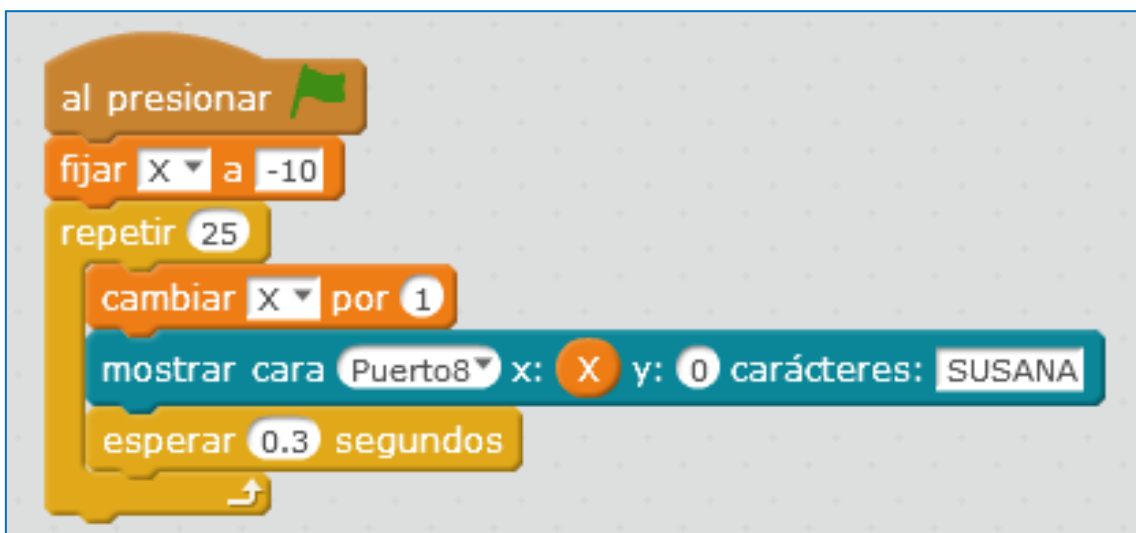 al presionar
fijar X a -10
repetir 25
cambiar X por 1
mostrar cara Puerto8 x: X y: 0 carácteres: SUSANA
esperar 0.3 segundos